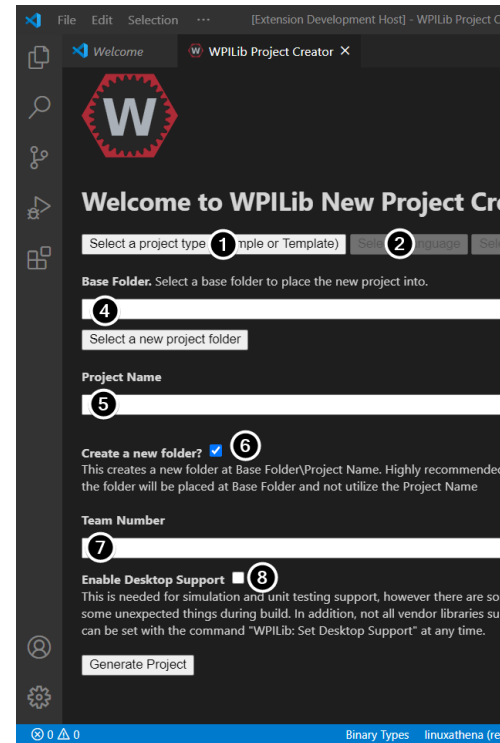 File Edit Selection ··· [Extension Development Host] - WPILib Project C
Welcome WPILib Project Creator
W
Welcome to WPILib New Project Cr
Select a project type 1 mple or Template) Sele 2 nguage Sel
Base Folder. Select a base folder to place the new project into.
4
Select a new project folder
Project Name
5
Create a new folder? 6
This creates a new folder at Base Folder\Project Name. Highly recommended
the folder will be placed at Base Folder and not utilize the Project Name
Team Number
7
Enable Desktop Support 8
This is needed for simulation and unit testing support, however there are so
some unexpected things during build. In addition, not all vendor libraries su
can be set with the command "WPILib: Set Desktop Support" at any time.
Generate Project
0 0 Binary Types linuxathena (re